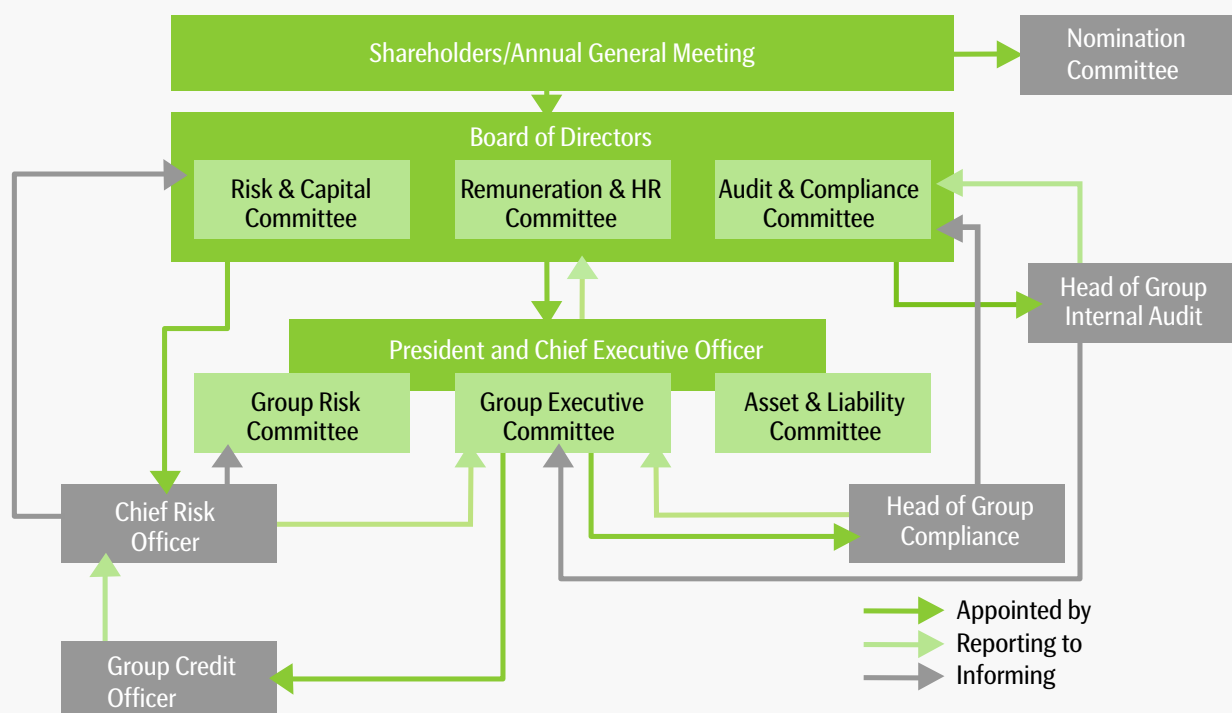 Shareholders/Annual General Meeting
Nomination
Committee
Board of Directors
Risk & Capital
Committee
Remuneration & HR
Committee
Audit & Compliance
Committee
Head of Group
Internal Audit
President and Chief Executive Officer
Group Risk
Committee
Group Executive
Committee
Asset & Liability
Committee
Chief Risk
Officer
Head of Group
Compliance
Group Credit
Officer
Appointed by
Reporting to
Informing